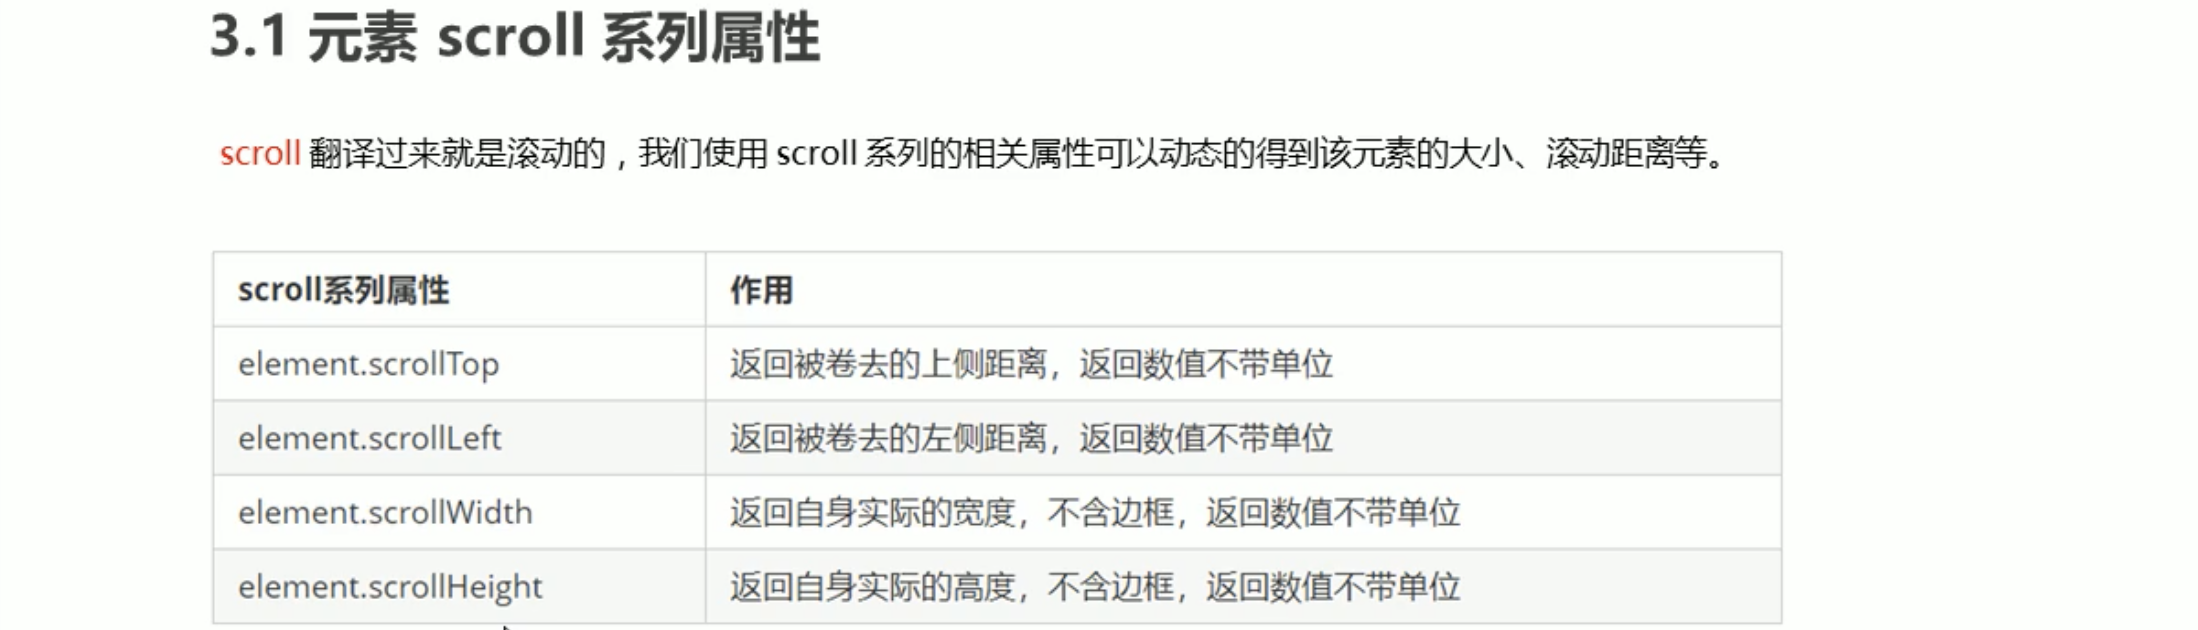 3.1 元素 scroll 系列属性
scroll 翻译过来就是滚动的，我们使用 scroll 系列的相关属性可以动态的得到该元素的大小、滚动距离等。
scroll系列属性 作用
element.scrollTop 返回被卷去的上侧距离，返回数值不带单位
element.scrollLeft 返回被卷去的左侧距离，返回数值不带单位
element.scrollWidth 返回自身实际的宽度，不含边框，返回数值不带单位
element.scrollHeight 返回自身实际的高度，不含边框，返回数值不带单位